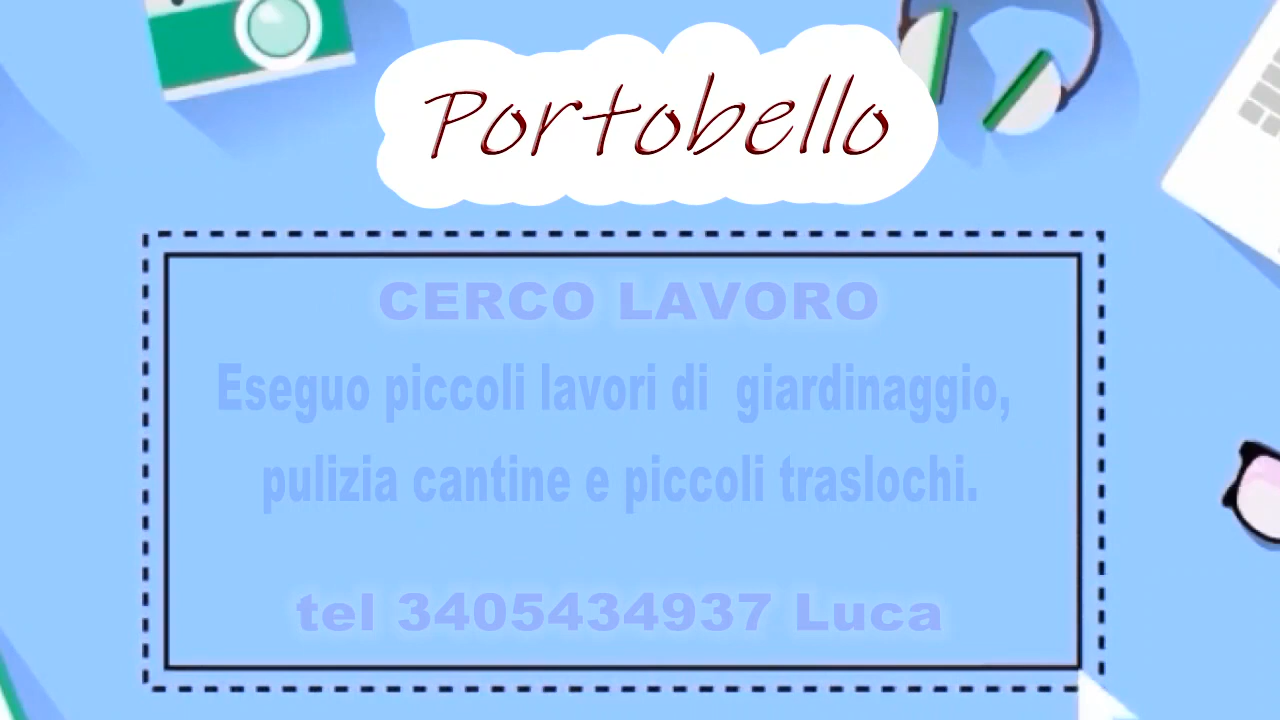 Portobello
CERCO LAVORO
Eseguo piccoli lavori di giardinaggio,
pulizia cantine e piccoli traslochi.
tel 3405434937 Luca